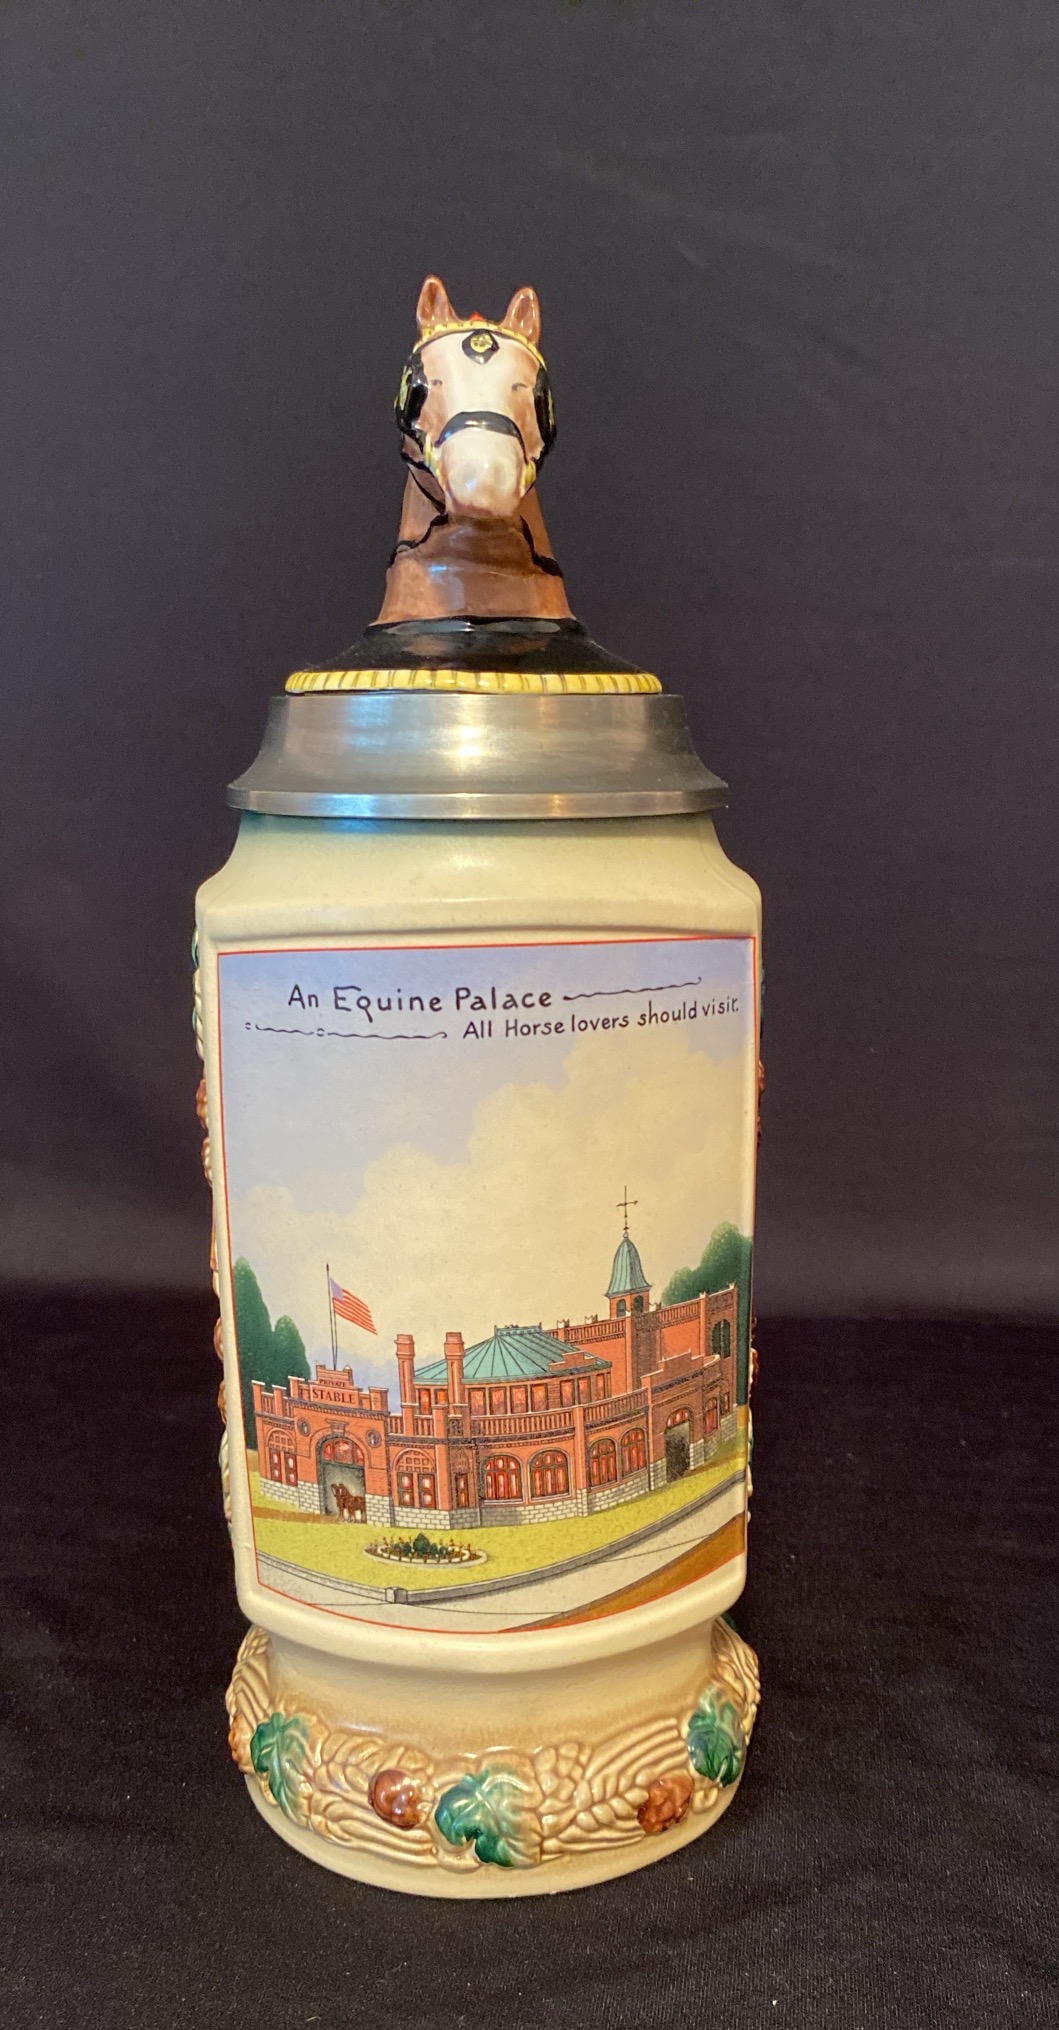 An Equine Palace
All Horse lovers should visit.
PRIVATE
STABLE